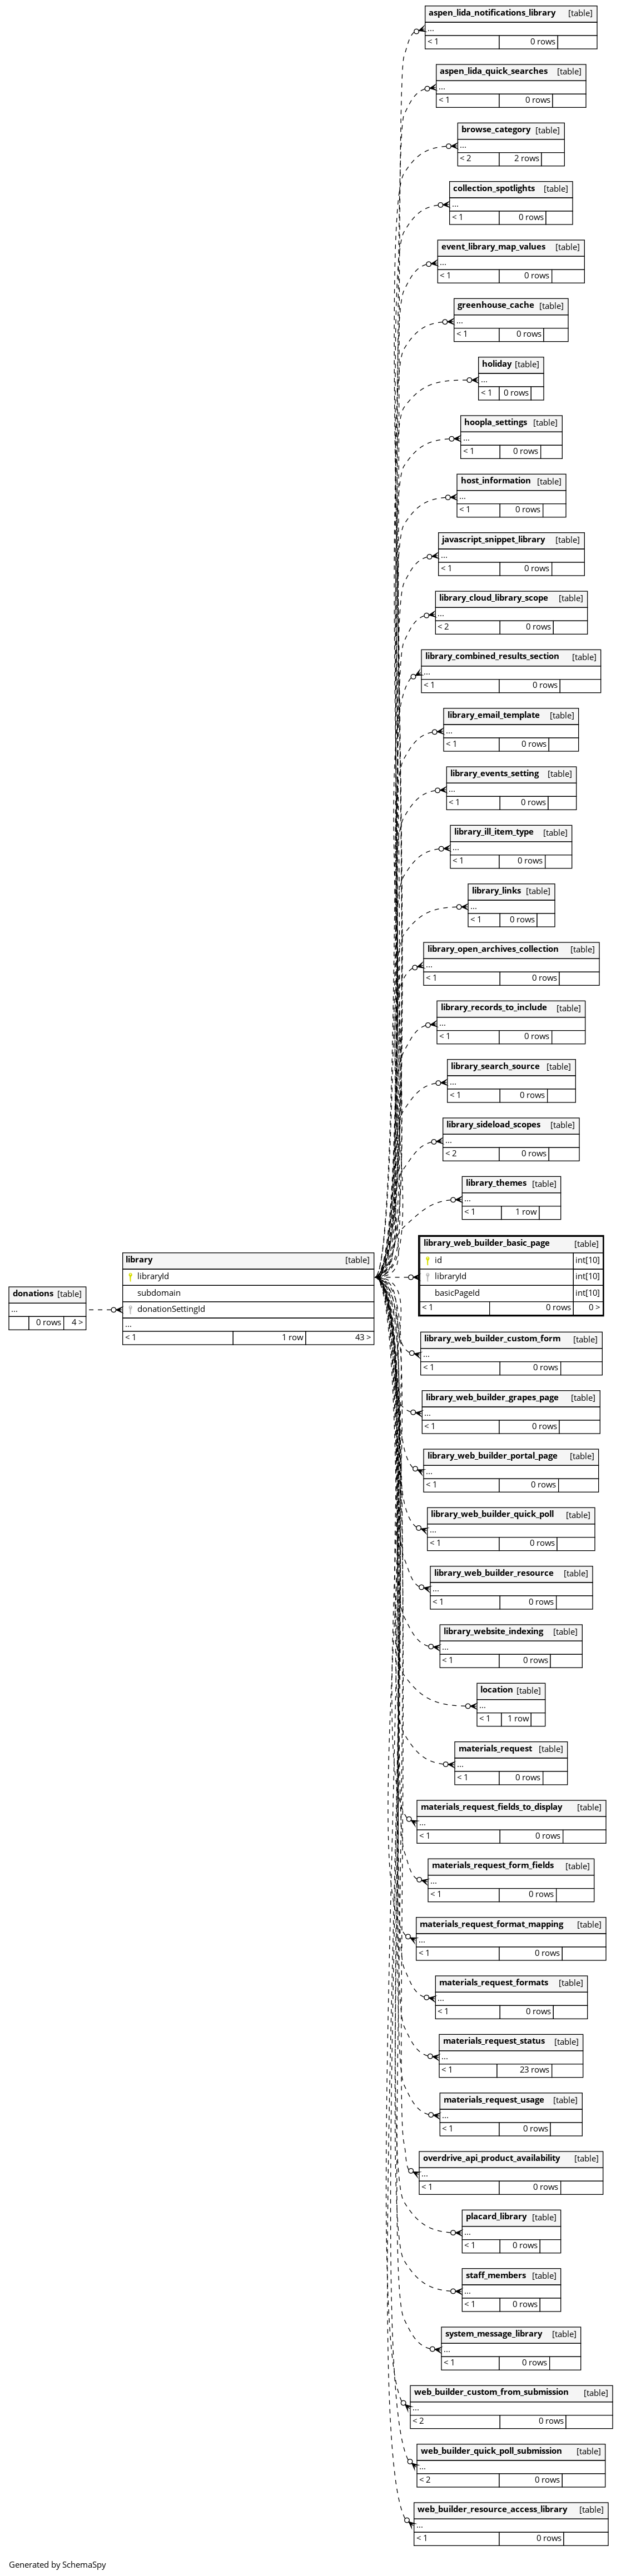 aspen_lida_notifications_library [table]
...
< 1 0 rows
aspen_lida_quick_searches [table]
...
< 1 0 rows
browse_category [table]
...
< 2 2 rows
collection_spotlights [table]
...
< 1 0 rows
event_library_map_values [table]
...
< 1 0 rows
greenhouse_cache [table]
...
< 1 0 rows
holiday [table]
...
< 1 0 rows
hoopla_settings [table]
...
< 1 0 rows
host_information [table]
...
< 1 0 rows
javascript_snippet_library [table]
...
< 1 0 rows
library_cloud_library_scope [table]
...
< 2 0 rows
library_combined_results_section [table]
...
< 1 0 rows
library_email_template [table]
...
< 1 0 rows
library_events_setting [table]
...
< 1 0 rows
library_ill_item_type [table]
...
< 1 0 rows
library_links [table]
...
< 1 0 rows
library_open_archives_collection [table]
...
< 1 0 rows
library_records_to_include [table]
...
< 1 0 rows
library_search_source [table]
...
< 1 0 rows
library_sideload_scopes [table]
...
< 2 0 rows
library_themes [table]
...
< 1 1 row
library_web_builder_basic_page [table]
id int[10]
libraryId int[10]
basicPageId int[10]
< 1 0 rows 0 >
library [table]
libraryId
subdomain
donationSettingId
...
< 1 1 row 43 >
donations [table]
...
0 rows 4 >
library_web_builder_custom_form [table]
...
< 1 0 rows
library_web_builder_grapes_page [table]
...
< 1 0 rows
library_web_builder_portal_page [table]
...
< 1 0 rows
library_web_builder_quick_poll [table]
...
< 1 0 rows
library_web_builder_resource [table]
...
< 1 0 rows
library_website_indexing [table]
...
< 1 0 rows
location [table]
...
< 1 1 row
materials_request [table]
...
< 1 0 rows
materials_request_fields_to_display [table]
...
< 1 0 rows
materials_request_form_fields [table]
...
< 1 0 rows
materials_request_format_mapping [table]
...
< 1 0 rows
materials_request_formats [table]
...
< 1 0 rows
materials_request_status [table]
...
< 1 23 rows
materials_request_usage [table]
...
< 1 0 rows
overdrive_api_product_availability [table]
...
< 1 0 rows
placard_library [table]
...
< 1 0 rows
staff_members [table]
...
< 1 0 rows
system_message_library [table]
...
< 1 0 rows
web_builder_custom_from_submission [table]
...
< 2 0 rows
web_builder_quick_poll_submission [table]
...
< 2 0 rows
web_builder_resource_access_library [table]
...
< 1 0 rows
Generated by SchemaSpy